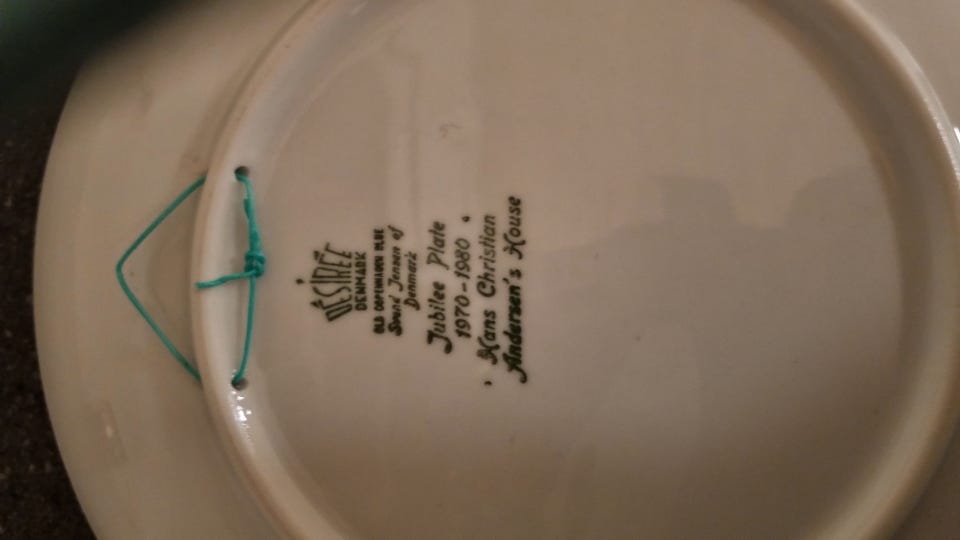 DÉSIRÉE
DENMARK
OLD COPENHAGEN BLUE
Svend Jensen of
Denmark
Jubilee Plate
1970-1980
" Hans Christian
Andersen's House "